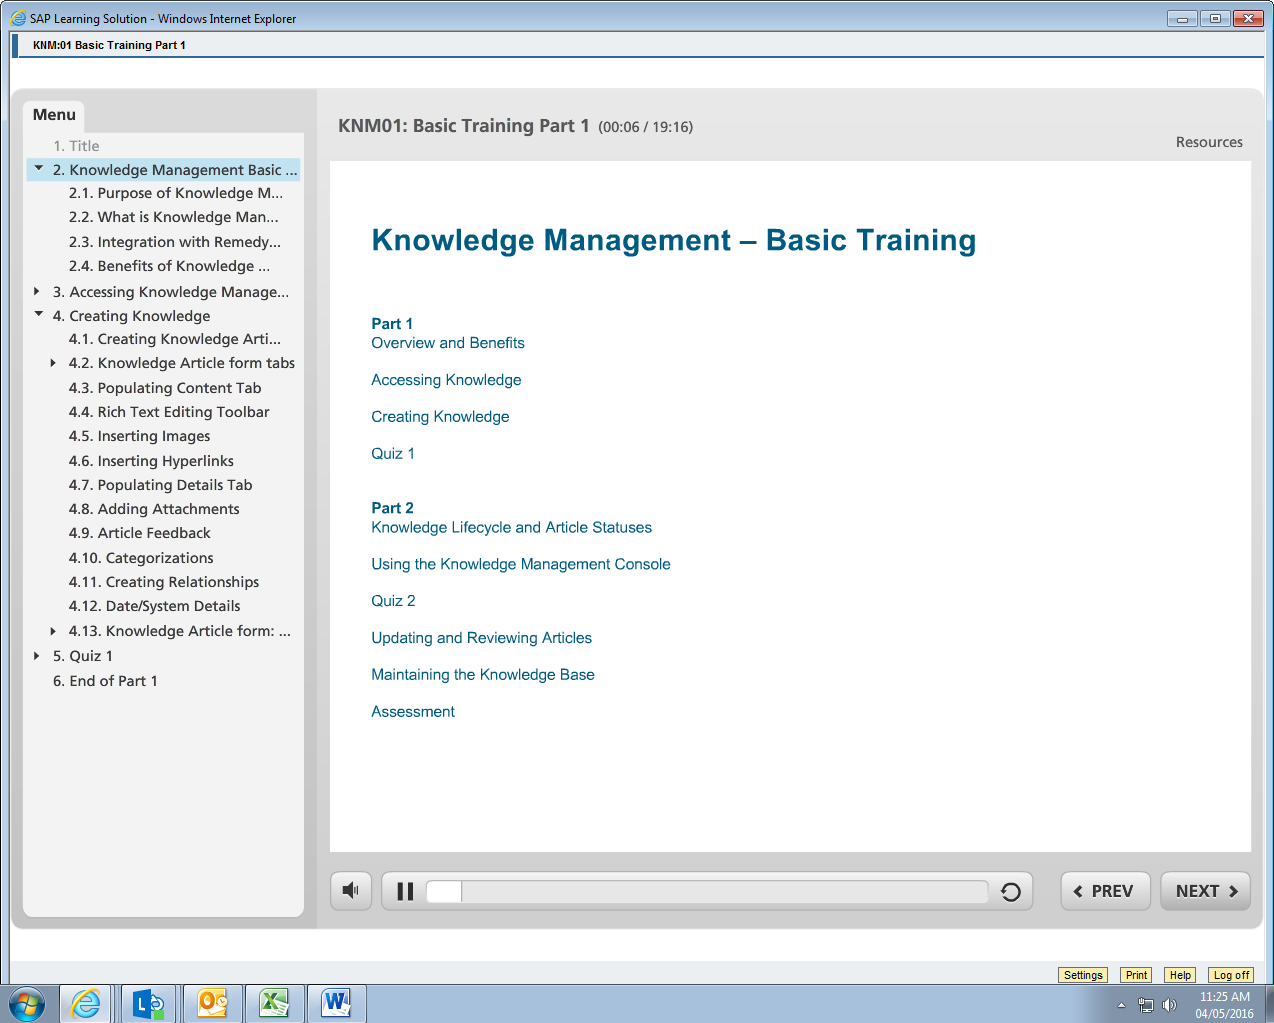 SAP Learning Solution - Windows Internet Explorer
KNM:01 Basic Training Part 1
Menu
1. Title
2. Knowledge Management Basic ...
2.1. Purpose of Knowledge M...
2.2. What is Knowledge Man...
2.3. Integration with Remedy...
2.4. Benefits of Knowledge ...
3. Accessing Knowledge Manage...
4. Creating Knowledge
4.1. Creating Knowledge Arti...
4.2. Knowledge Article form tabs
4.3. Populating Content Tab
4.4. Rich Text Editing Toolbar
4.5. Inserting Images
4.6. Inserting Hyperlinks
4.7. Populating Details Tab
4.8. Adding Attachments
4.9. Article Feedback
4.10. Categorizations
4.11. Creating Relationships
4.12. Date/System Details
4.13. Knowledge Article form: ...
5. Quiz 1
6. End of Part 1
KNM01: Basic Training Part 1 (00:06 / 19:16)
Resources
Knowledge Management – Basic Training
Part 1
Overview and Benefits
Accessing Knowledge
Creating Knowledge
Quiz 1
Part 2
Knowledge Lifecycle and Article Statuses
Using the Knowledge Management Console
Quiz 2
Updating and Reviewing Articles
Maintaining the Knowledge Base
Assessment
PREV
NEXT
Settings
Print
Help
Log off
11:25 AM
04/05/2016